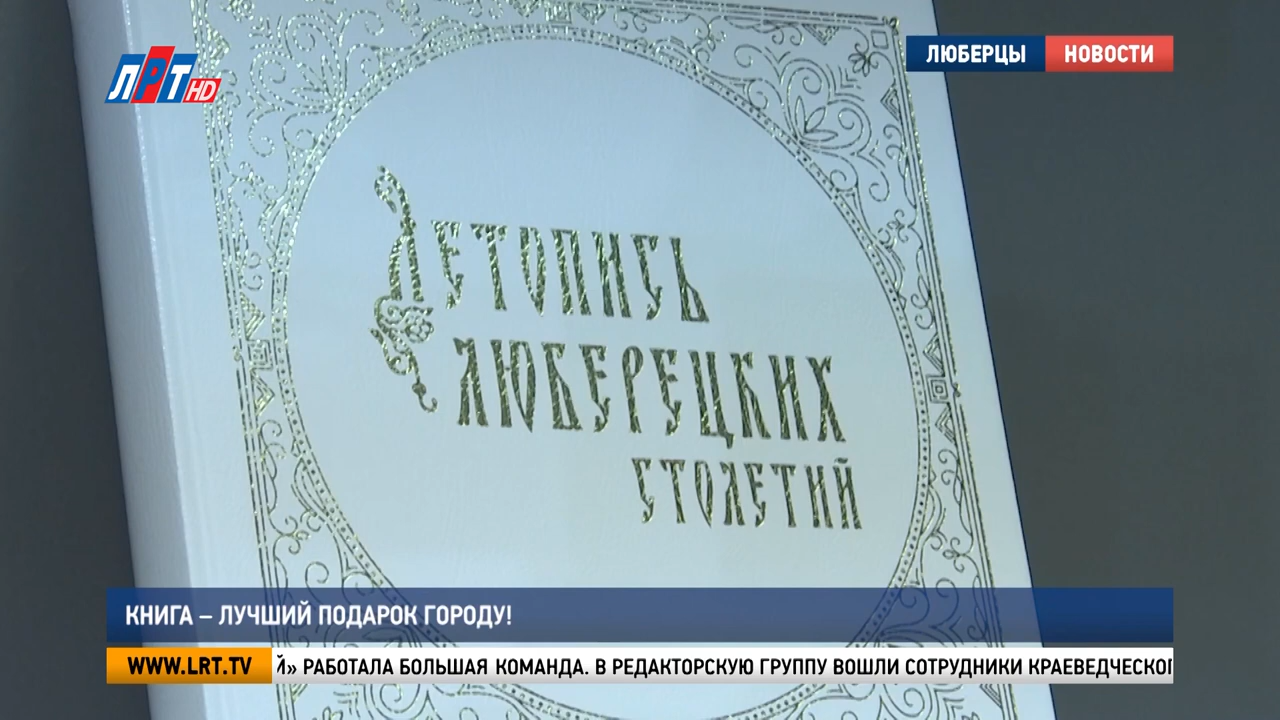 ЛРТ HD
ЛЮБЕРЦЫ НОВОСТИ
Летопись
Люберецких
столетий
КНИГА – ЛУЧШИЙ ПОДАРОК ГОРОДУ!
WWW.LRT.TV Й» РАБОТАЛА БОЛЬШАЯ КОМАНДА. В РЕДАКТОРСКУЮ ГРУППУ ВОШЛИ СОТРУДНИКИ КРАЕВЕДЧЕСКОГ